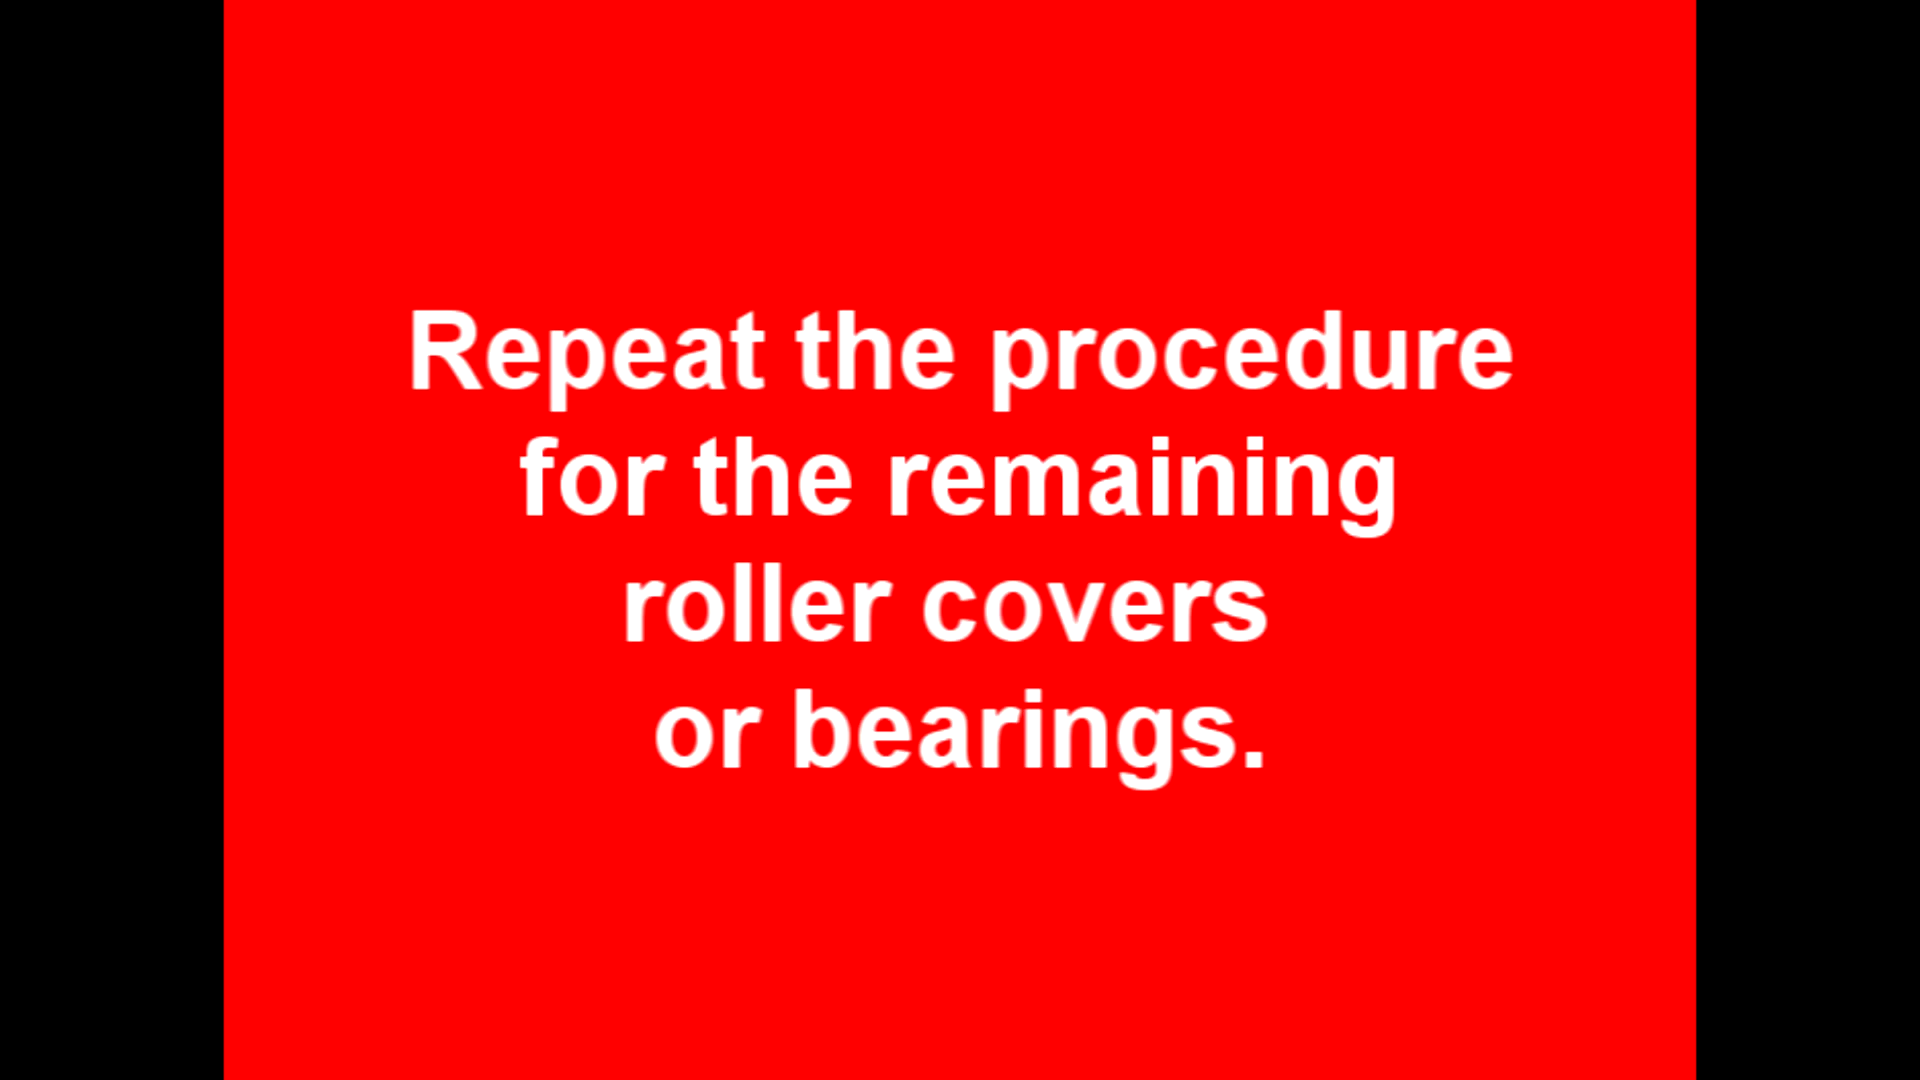 Repeat the procedure
for the remaining
roller covers
or bearings.